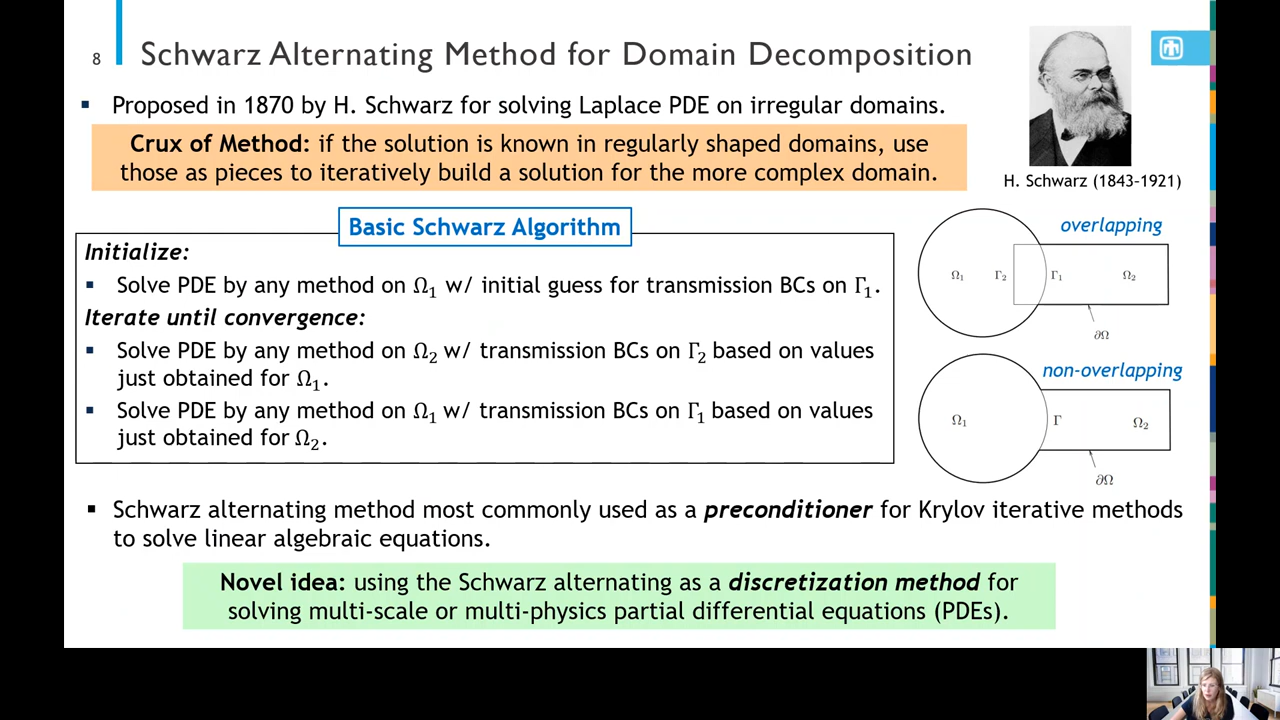 8
Schwarz Alternating Method for Domain Decomposition
▪ Proposed in 1870 by H. Schwarz for solving Laplace PDE on irregular domains.
Crux of Method: if the solution is known in regularly shaped domains, use
those as pieces to iteratively build a solution for the more complex domain.
H. Schwarz (1843-1921)
Basic Schwarz Algorithm
Initialize:
▪ Solve PDE by any method on Ω₁ w/ initial guess for transmission BCs on Γ₁.
Iterate until convergence:
▪ Solve PDE by any method on Ω₂ w/ transmission BCs on Γ₂ based on values
just obtained for Ω₁.
▪ Solve PDE by any method on Ω₁ w/ transmission BCs on Γ₁ based on values
just obtained for Ω₂.
overlapping
Ω₁ Γ₂ Γ₁ Ω₂
∂Ω
non-overlapping
Ω₁ Γ Ω₂
∂Ω
▪ Schwarz alternating method most commonly used as a preconditioner for Krylov iterative methods
to solve linear algebraic equations.
Novel idea: using the Schwarz alternating as a discretization method for
solving multi-scale or multi-physics partial differential equations (PDEs).